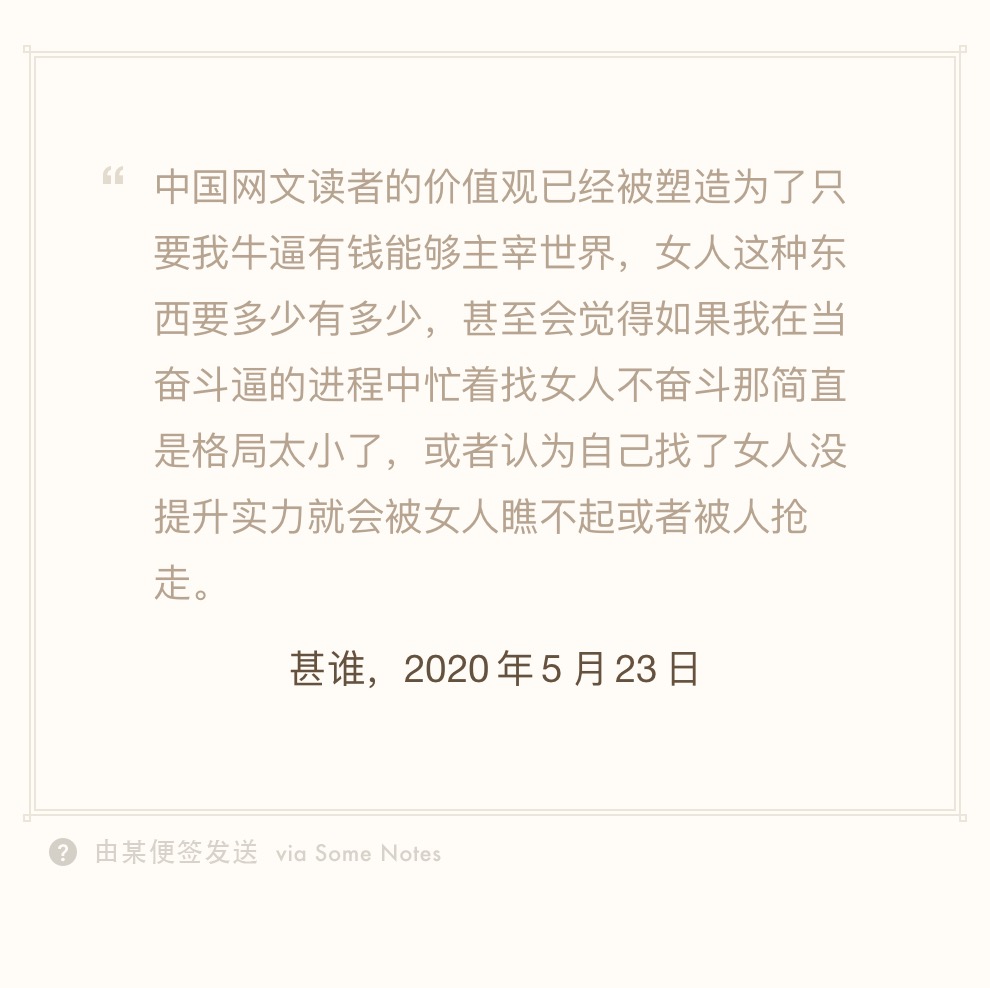 “ 中国网文读者的价值观已经被塑造为了只
要我牛逼有钱能够主宰世界，女人这种东
西要多少有多少，甚至会觉得如果我在当
奋斗逼的进程中忙着找女人不奋斗那简直
是格局太小了，或者认为自己找了女人没
提升实力就会被女人瞧不起或者被人抢
走。
甚谁，2020年5月23日
? 由某便签发送 via Some Notes